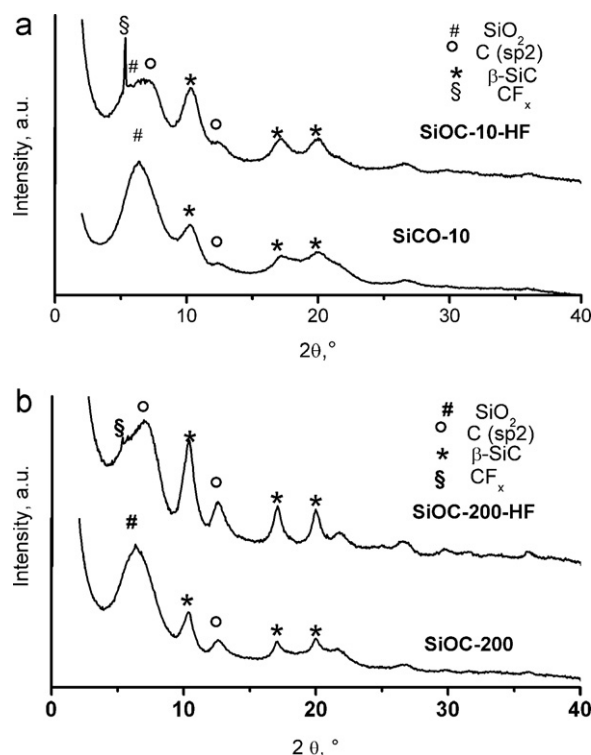 a
§
#
SiO2
C (sp2)
*
β-SiC
§
CFx
# 
*
SiOC-10-HF
* *
#
*
SiCO-10
* *
Intensity, a.u.
0 10 20 30 40
2θ,°
b
#
SiO2
C (sp2)
*
β-SiC
§
CFx
§
*
SiOC-200-HF
* *
#
*
SiOC-200
* *
Intensity, a.u.
0 10 20 30 40
2 θ, °